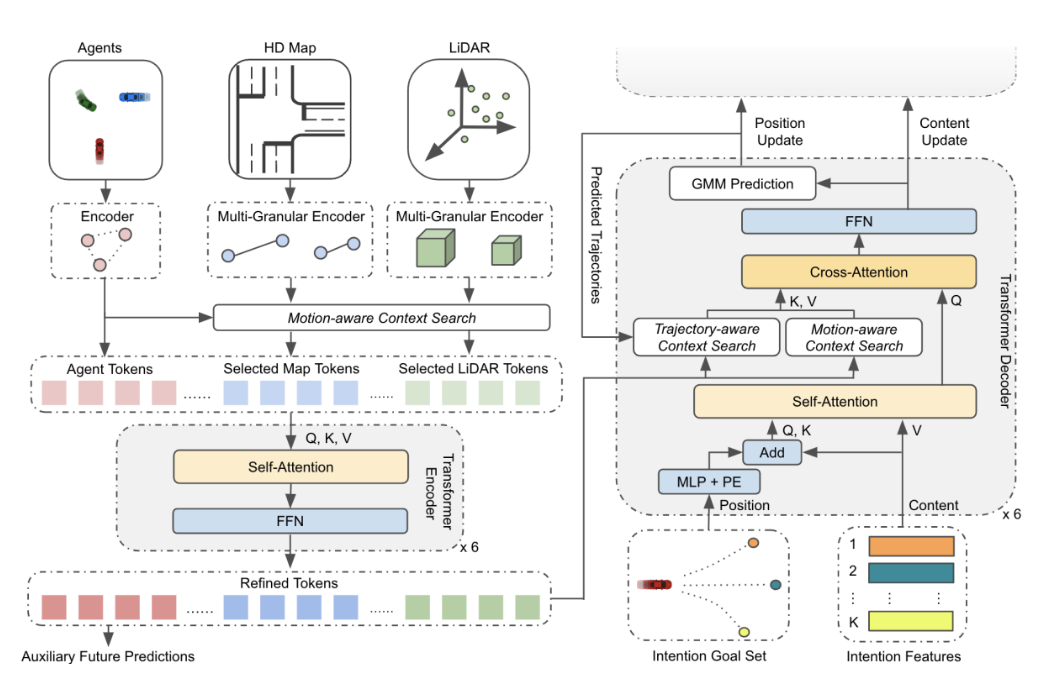 Agents
HD Map
LiDAR
Encoder
Multi-Granular Encoder
Multi-Granular Encoder
Motion-aware Context Search
Agent Tokens
Selected Map Tokens
Selected LiDAR Tokens
......
......
Q, K, V
Self-Attention
FFN
Transformer
Encoder
x 6
Refined Tokens
......
......
Auxiliary Future Predictions
Position
Update
Content
Update
Predicted Trajectories
GMM Prediction
FFN
Cross-Attention
K, V
Q
Trajectory-aware
Context Search
Motion-aware
Context Search
Transformer Decoder
Self-Attention
Q, K
V
Add
MLP + PE
Position
Content
x 6
1
2
K
Intention Goal Set
Intention Features